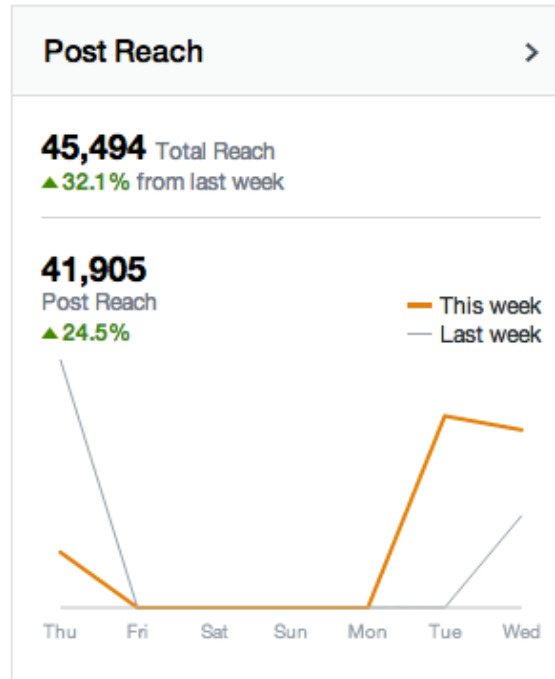 Post Reach
45,494 Total Reach
▲32.1% from last week
41,905
Post Reach
▲24.5%
This week
Last week
Thu Fri Sat Sun Mon Tue Wed